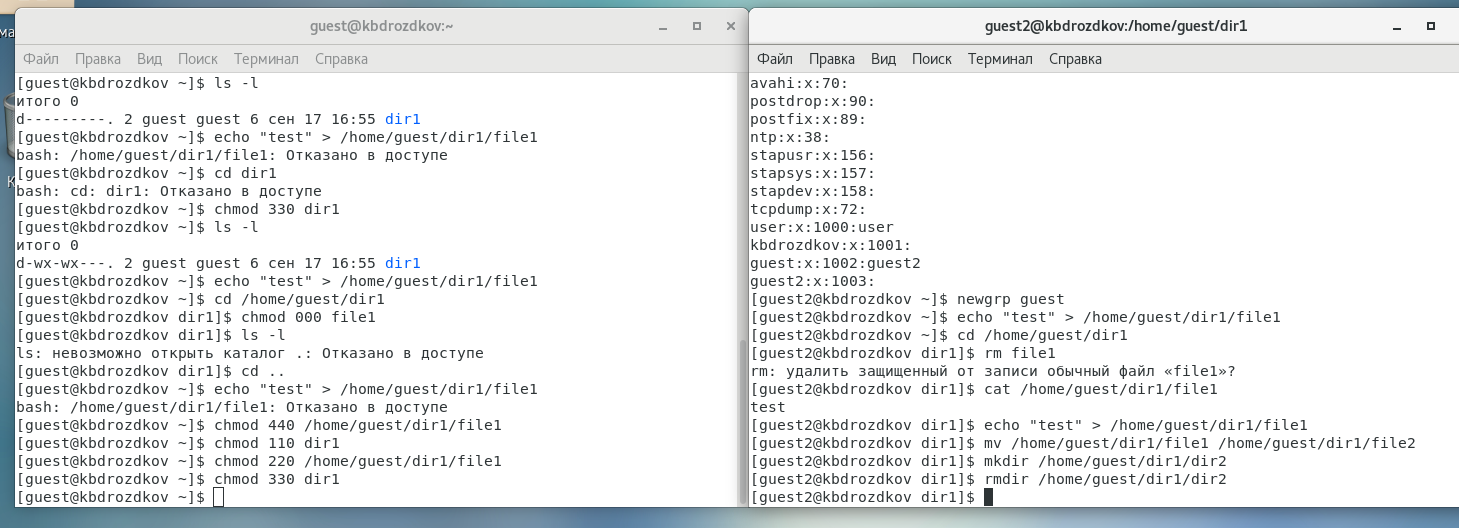 guest@kbdrozdkov:~
Файл Правка Вид Поиск Терминал Справка
[guest@kbdrozdkov ~]$ ls -l
итого 0
d---------. 2 guest guest 6 сен 17 16:55 dir1
[guest@kbdrozdkov ~]$ echo "test" > /home/guest/dir1/file1
bash: /home/guest/dir1/file1: Отказано в доступе
[guest@kbdrozdkov ~]$ cd dir1
bash: cd: dir1: Отказано в доступе
[guest@kbdrozdkov ~]$ chmod 330 dir1
[guest@kbdrozdkov ~]$ ls -l
итого 0
d-wx-wx---. 2 guest guest 6 сен 17 16:55 dir1
[guest@kbdrozdkov ~]$ echo "test" > /home/guest/dir1/file1
[guest@kbdrozdkov ~]$ cd /home/guest/dir1
[guest@kbdrozdkov dir1]$ chmod 000 file1
[guest@kbdrozdkov dir1]$ ls -l
ls: невозможно открыть каталог .: Отказано в доступе
[guest@kbdrozdkov dir1]$ cd ..
[guest@kbdrozdkov ~]$ echo "test" > /home/guest/dir1/file1
bash: /home/guest/dir1/file1: Отказано в доступе
[guest@kbdrozdkov ~]$ chmod 440 /home/guest/dir1/file1
[guest@kbdrozdkov ~]$ chmod 110 dir1
[guest@kbdrozdkov ~]$ chmod 220 /home/guest/dir1/file1
[guest@kbdrozdkov ~]$ chmod 330 dir1
[guest@kbdrozdkov ~]$
guest2@kbdrozdkov:/home/guest/dir1
Файл Правка Вид Поиск Терминал Справка
avahi:x:70:
postdrop:x:90:
postfix:x:89:
ntp:x:38:
stapusr:x:156:
stapsys:x:157:
stapdev:x:158:
tcpdump:x:72:
user:x:1000:user
kbdrozdkov:x:1001:
guest:x:1002:guest2
guest2:x:1003:
[guest2@kbdrozdkov ~]$ newgrp guest
[guest2@kbdrozdkov ~]$ echo "test" > /home/guest/dir1/file1
[guest2@kbdrozdkov ~]$ cd /home/guest/dir1
[guest2@kbdrozdkov dir1]$ rm file1
rm: удалить защищенный от записи обычный файл «file1»?
[guest2@kbdrozdkov dir1]$ cat /home/guest/dir1/file1
test
[guest2@kbdrozdkov dir1]$ echo "test" > /home/guest/dir1/file1
[guest2@kbdrozdkov dir1]$ mv /home/guest/dir1/file1 /home/guest/dir1/file2
[guest2@kbdrozdkov dir1]$ mkdir /home/guest/dir1/dir2
[guest2@kbdrozdkov dir1]$ rmdir /home/guest/dir1/dir2
[guest2@kbdrozdkov dir1]$